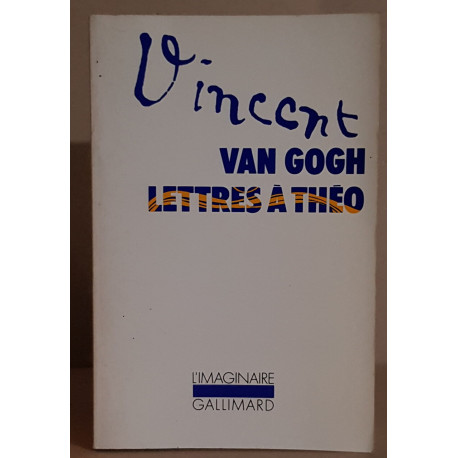 Vincent
VAN GOGH
LETTRES À THÉO
L'IMAGINAIRE
GALLIMARD